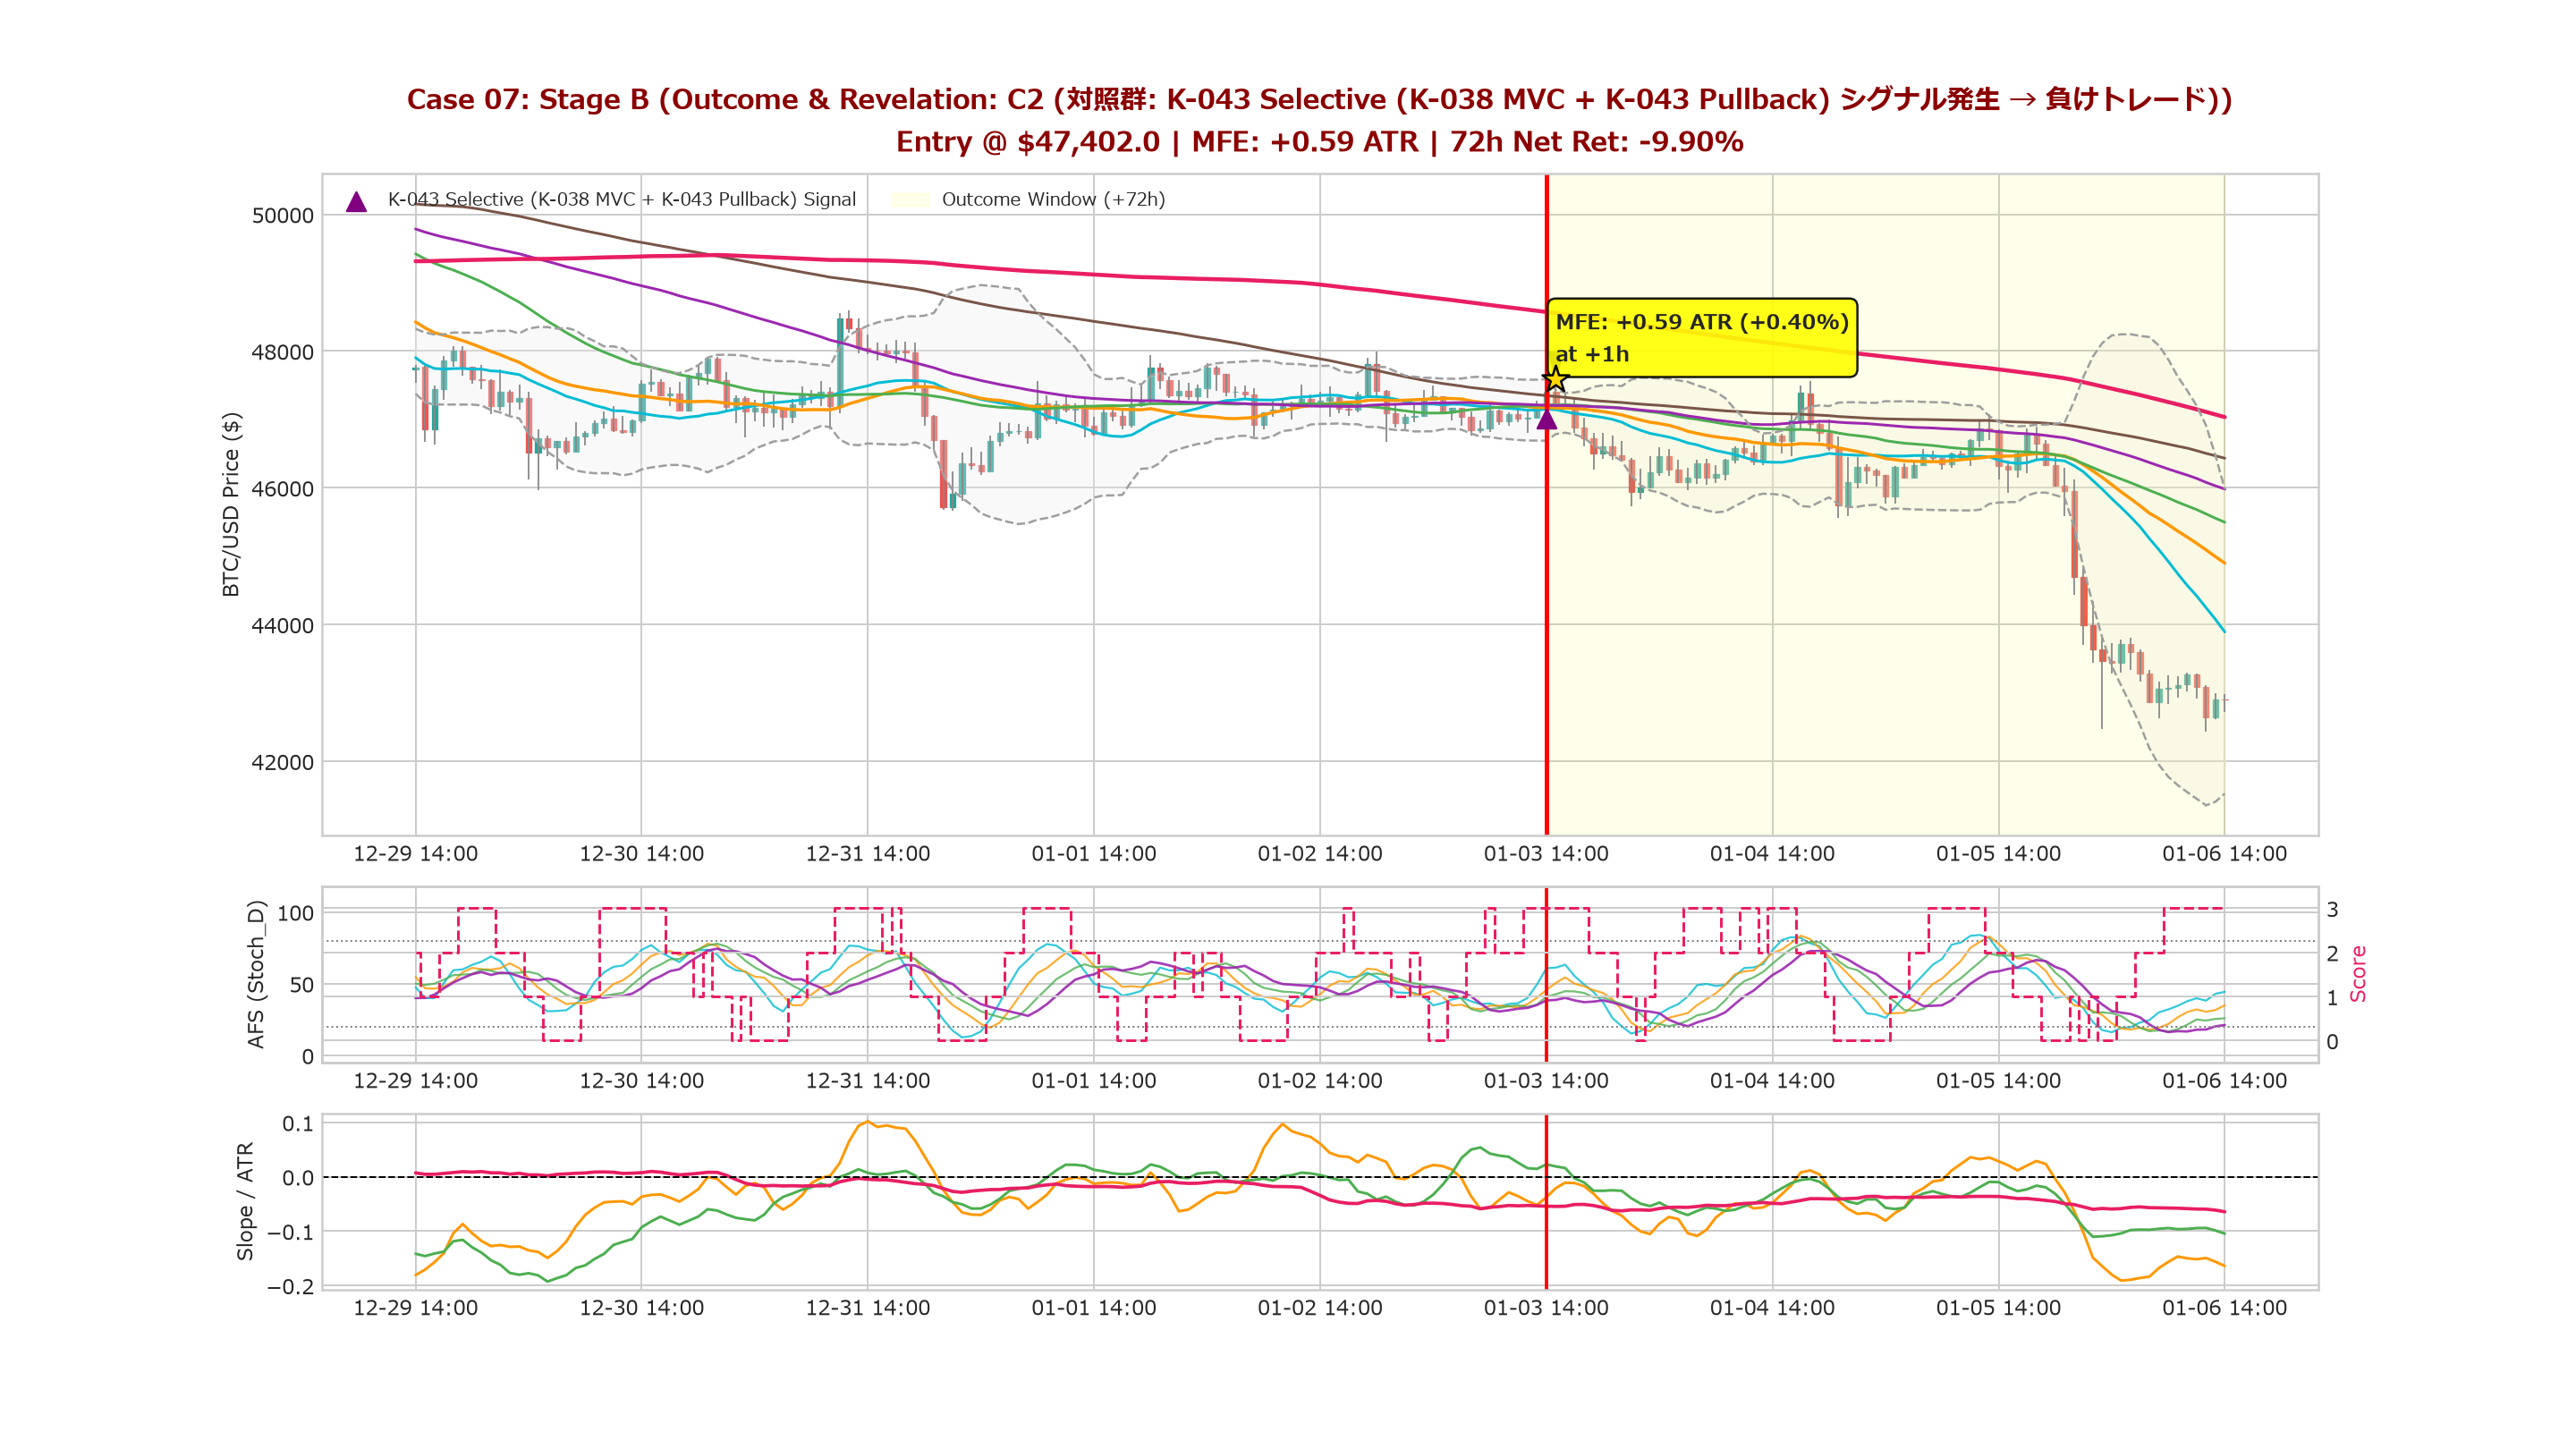 Case 07: Stage B (Outcome & Revelation: C2 (対照群: K-043 Selective (K-038 MVC + K-043 Pullback) シグナル発生 → 負けトレード))
Entry @ $47,402.0 | MFE: +0.59 ATR | 72h Net Ret: -9.90%
K-043 Selective (K-038 MVC + K-043 Pullback) Signal
Outcome Window (+72h)
BTC/USD Price ($)
50000
48000
46000
44000
42000
MFE: +0.59 ATR (+0.40%)
at +1h
12-29 14:00 12-30 14:00 12-31 14:00 01-01 14:00 01-02 14:00 01-03 14:00 01-04 14:00 01-05 14:00 01-06 14:00
AFS (Stoch_D)
100
50
0
3
2
1
0
Score
12-29 14:00 12-30 14:00 12-31 14:00 01-01 14:00 01-02 14:00 01-03 14:00 01-04 14:00 01-05 14:00 01-06 14:00
Slope / ATR
0.1
0.0
−0.1
−0.2
12-29 14:00 12-30 14:00 12-31 14:00 01-01 14:00 01-02 14:00 01-03 14:00 01-04 14:00 01-05 14:00 01-06 14:00